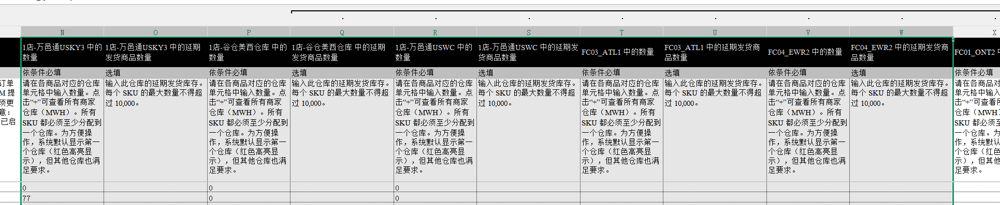 N O P Q R S T U V W X
1店-万邑通USKY3 中的
数量
1店-万邑通USKY3 中的延期
发货商品数量
1店-谷仓美西仓库 中的
数量
1店-谷仓美西仓库 中的延期
发货商品数量
1店-万邑通USWC 中的
数量
1店-万邑通USWC 中的延期发
货商品数量
FC03_ATL1 中的数量
FC03_ATL1 中的延期发货商
品数量
FC04_EWR2 中的数量
FC04_EWR2 中的延期发货商
品数量
FC01_ONT2
依条件必填
选填
依条件必填
选填
依条件必填
选填
依条件必填
选填
依条件必填
选填
依条件
订单
M 提
须更
意：
已启
请在各商品对应的仓库
单元格中输入数量。点
击“+”可查看所有商家
仓库（MWH）。所有
SKU 都必须至少分配到
一个仓库。为方便操
作，系统默认显示第一
个仓库（红色高亮显
示），但其他仓库也满
足要求。
输入此仓库的延期发货库存。
每个 SKU 的最大数量不得超
过 10,000。
请在各商品对应的仓库
单元格中输入数量。点
击“+”可查看所有商家
仓库（MWH）。所有
SKU 都必须至少分配到
一个仓库。为方便操
作，系统默认显示第一
个仓库（红色高亮显
示），但其他仓库也满
足要求。
输入此仓库的延期发货库存。
每个 SKU 的最大数量不得超
过 10,000。
请在各商品对应的仓库
单元格中输入数量。点
击“+”可查看所有商家
仓库（MWH）。所有
SKU 都必须至少分配到
一个仓库。为方便操
作，系统默认显示第一
个仓库（红色高亮显
示），但其他仓库也满
足要求。
输入此仓库的延期发货库存。
每个 SKU 的最大数量不得超
过 10,000。
请在各商品对应的仓库
单元格中输入数量。点
击“+”可查看所有商家
仓库（MWH）。所有
SKU 都必须至少分配到
一个仓库。为方便操
作，系统默认显示第一
个仓库（红色高亮显
示），但其他仓库也满
足要求。
输入此仓库的延期发货库存。
每个 SKU 的最大数量不得超
过 10,000。
请在各商品对应的仓库
单元格中输入数量。点
击“+”可查看所有商家
仓库（MWH）。所有
SKU 都必须至少分配到
一个仓库。为方便操
作，系统默认显示第一
个仓库（红色高亮显
示），但其他仓库也满
足要求。
输入此仓库的延期发货库存。
每个 SKU 的最大数量不得超
过 10,000。
请在各商品
单元格中输入
击“+”可查看
仓库（MWH）
SKU 都必须至
一个仓库。为
作，系统默认
个仓库（红色
示），但其他
足要求。
0 0 0
77 0 0